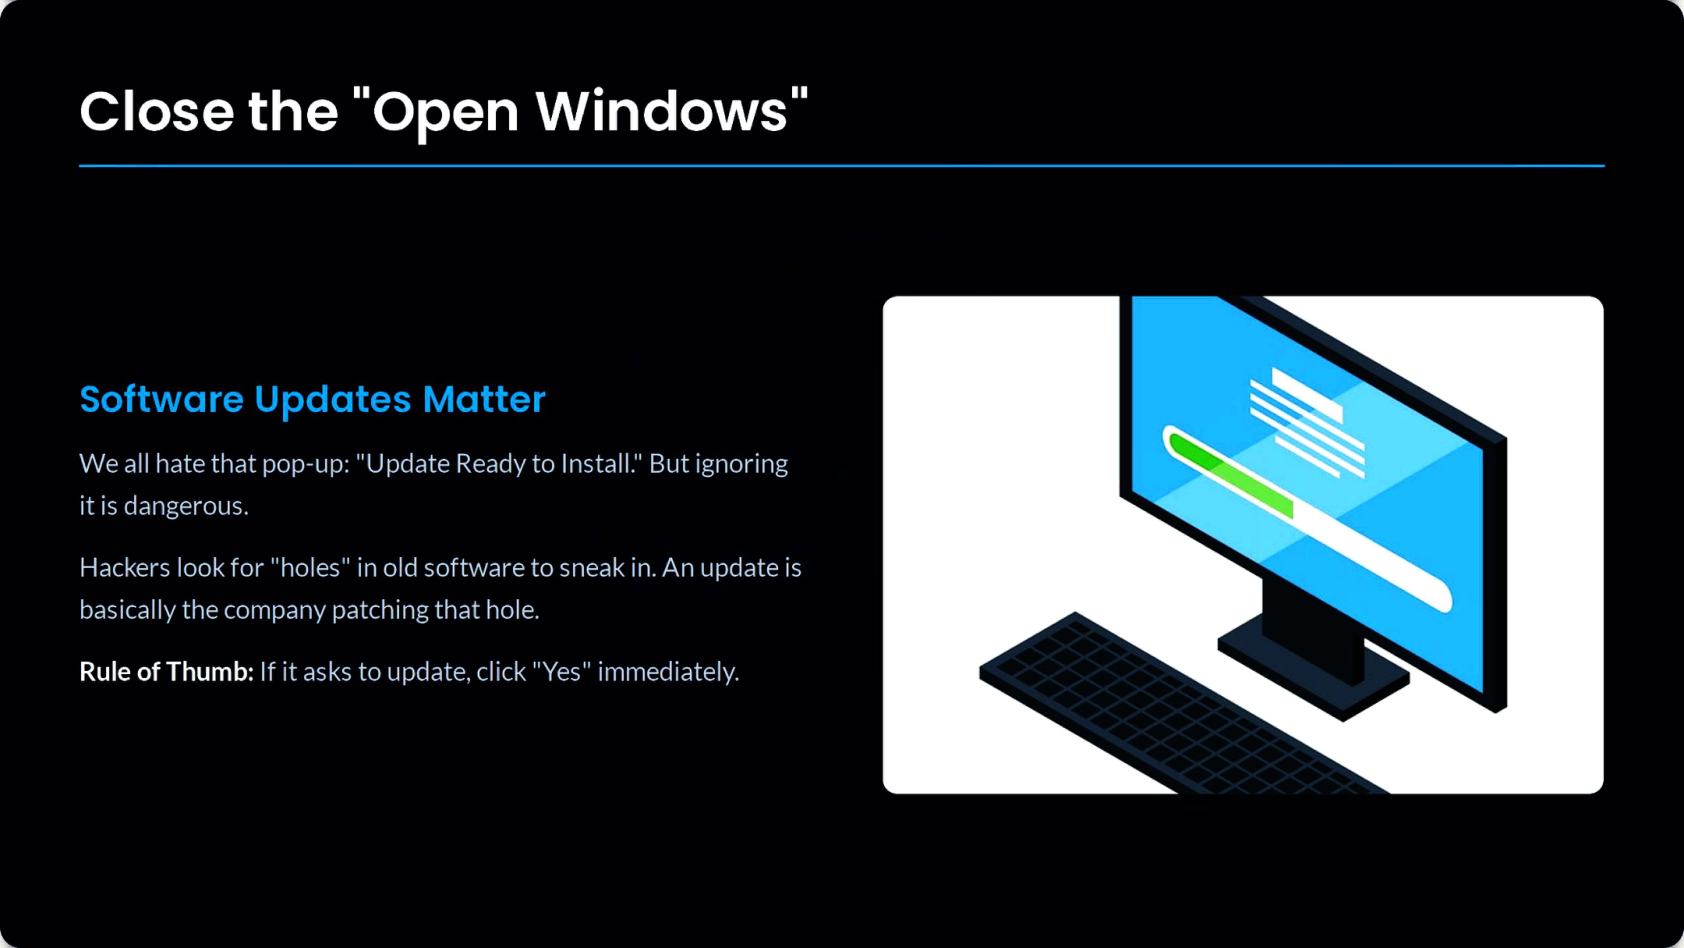 Close the "Open Windows"
Software Updates Matter
We all hate that pop-up: "Update Ready to Install." But ignoring
it is dangerous.
Hackers look for "holes" in old software to sneak in. An update is
basically the company patching that hole.
Rule of Thumb: If it asks to update, click "Yes" immediately.